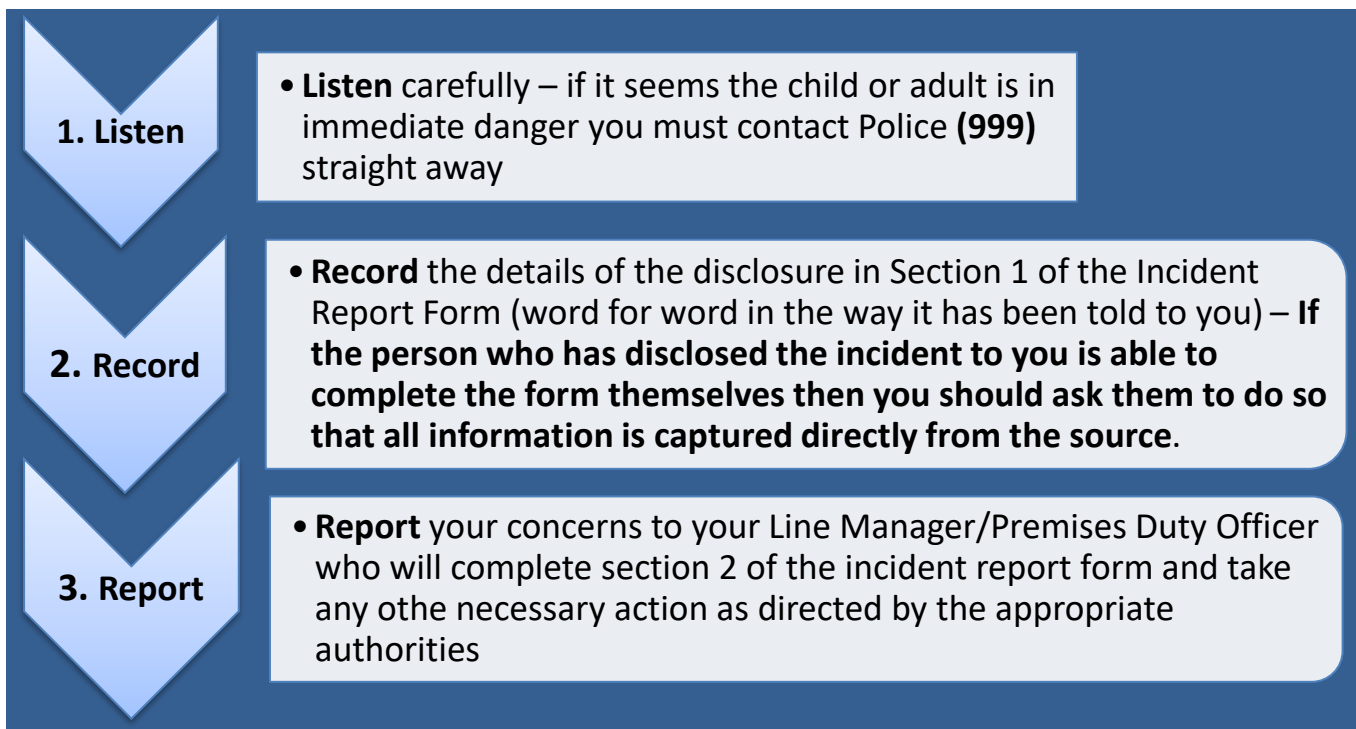 1. Listen
• Listen carefully – if it seems the child or adult is in
immediate danger you must contact Police (999)
straight away
2. Record
• Record the details of the disclosure in Section 1 of the Incident
Report Form (word for word in the way it has been told to you) – If
the person who has disclosed the incident to you is able to
complete the form themselves then you should ask them to do so
that all information is captured directly from the source.
3. Report
• Report your concerns to your Line Manager/Premises Duty Officer
who will complete section 2 of the incident report form and take
any othe necessary action as directed by the appropriate
authorities